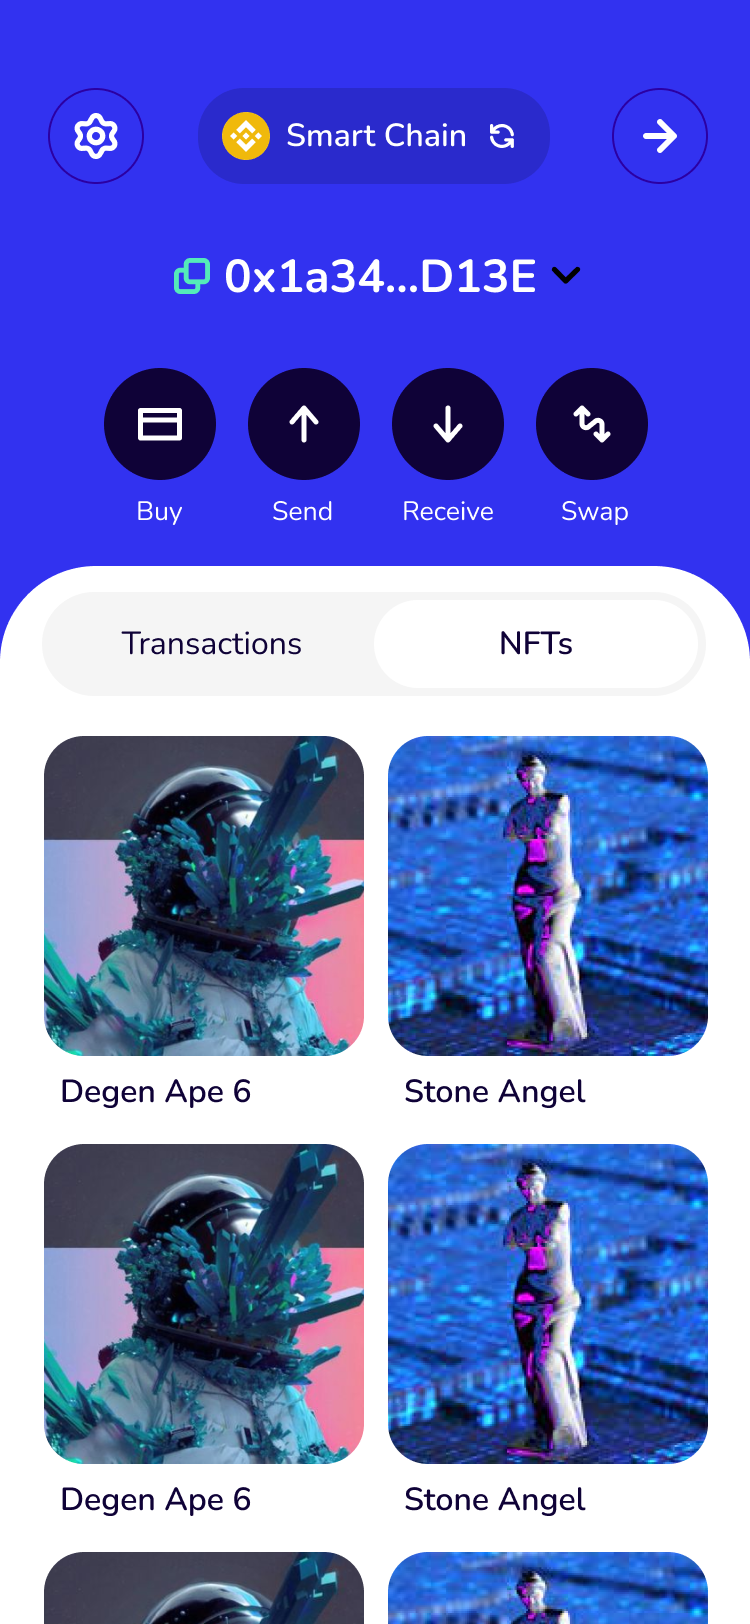 Smart Chain
0x1a34...D13E
Buy
Send
Receive
Swap
Transactions
NFTs
Degen Ape 6
Stone Angel
Degen Ape 6
Stone Angel